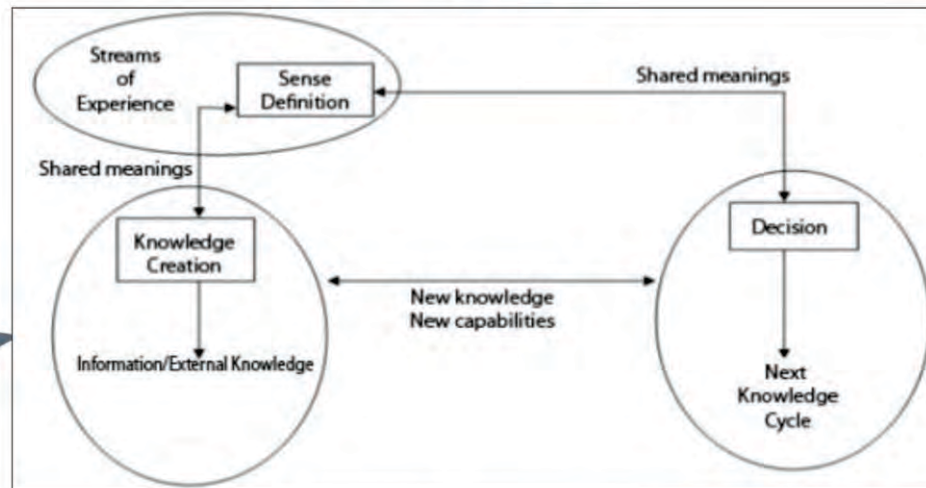 Streams
of
Experience
Sense
Definition
Shared meanings
Shared meanings
Knowledge
Creation
Decision
New knowledge
New capabilities
Information/External Knowledge
Next
Knowledge
Cycle